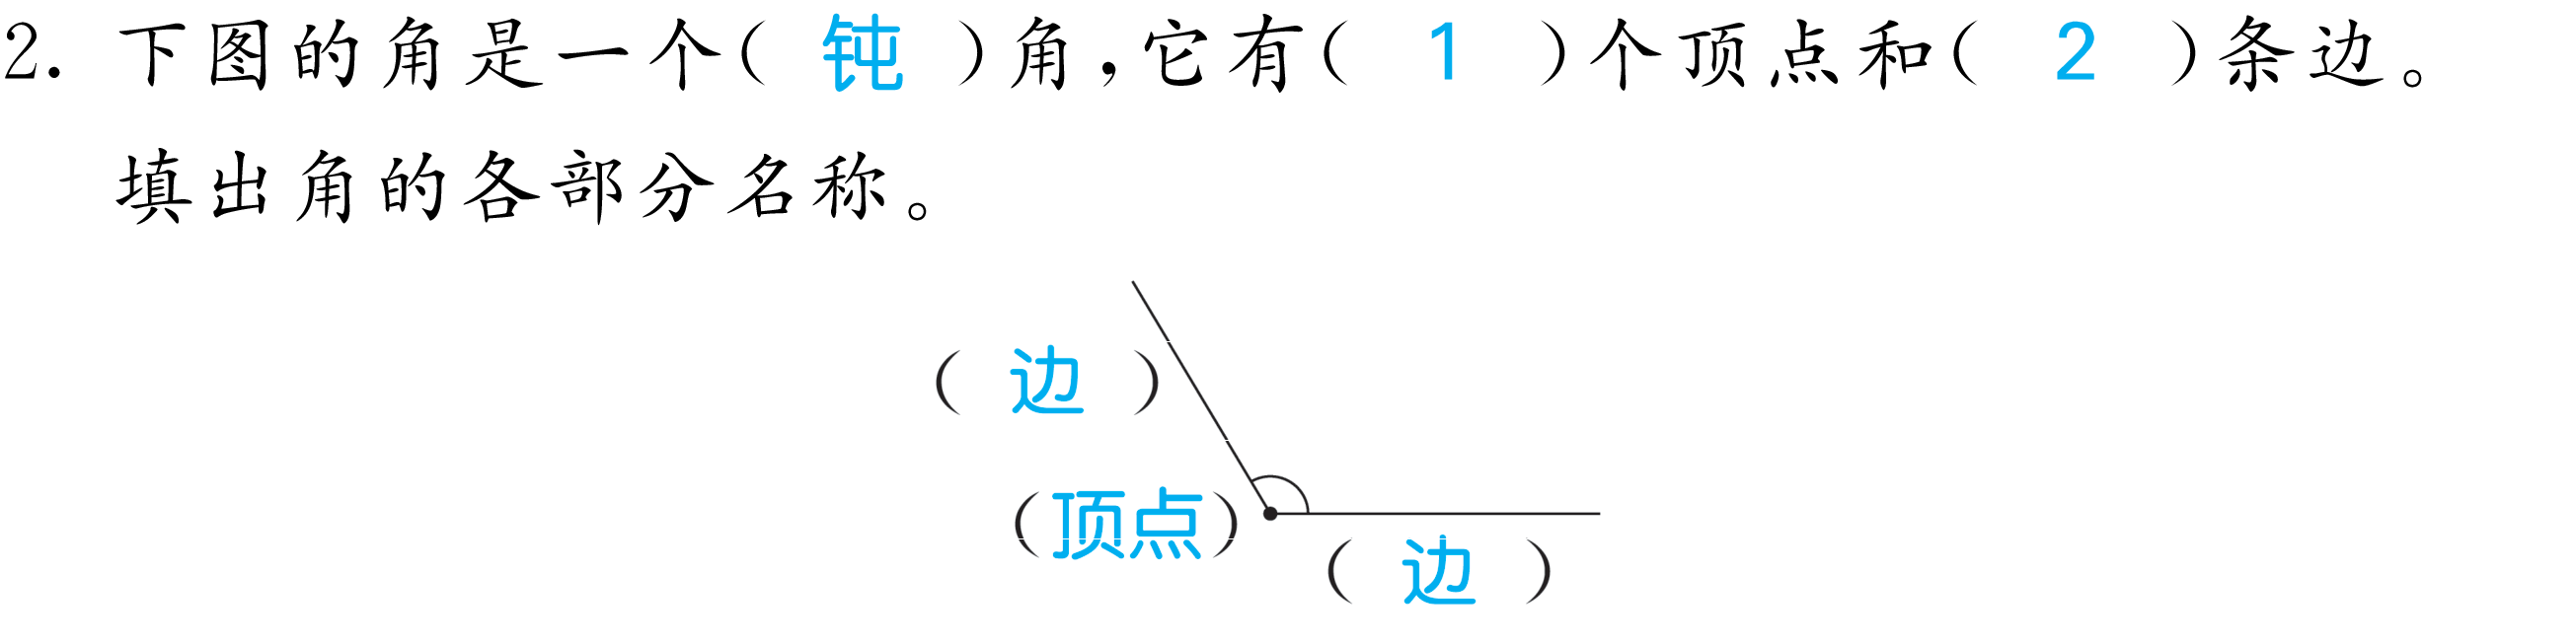 2. 下图的角是一个( 钝 )角,它有( 1 )个顶点和( 2 )条边。
填出角的各部分名称。
( 边 )
(顶点)
( 边 )